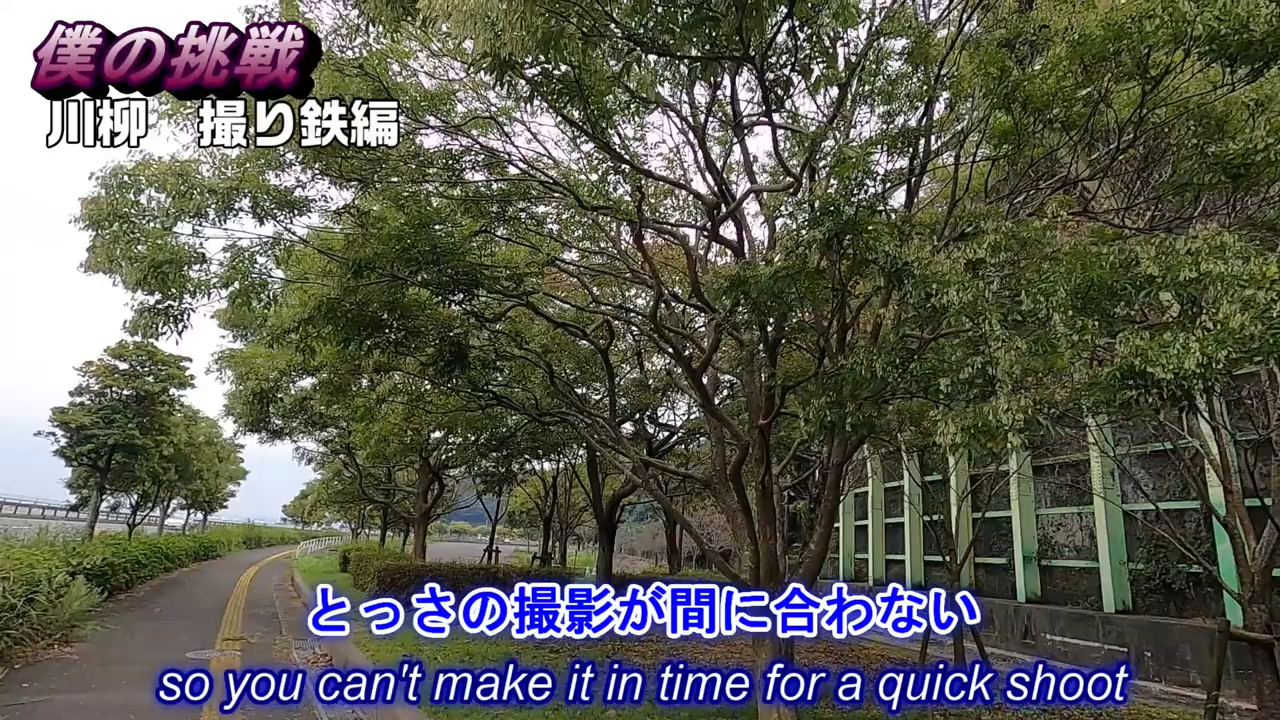 僕の挑戦
川柳　撮り鉄編
とっさの撮影が間に合わない
so you can't make it in time for a quick shoot